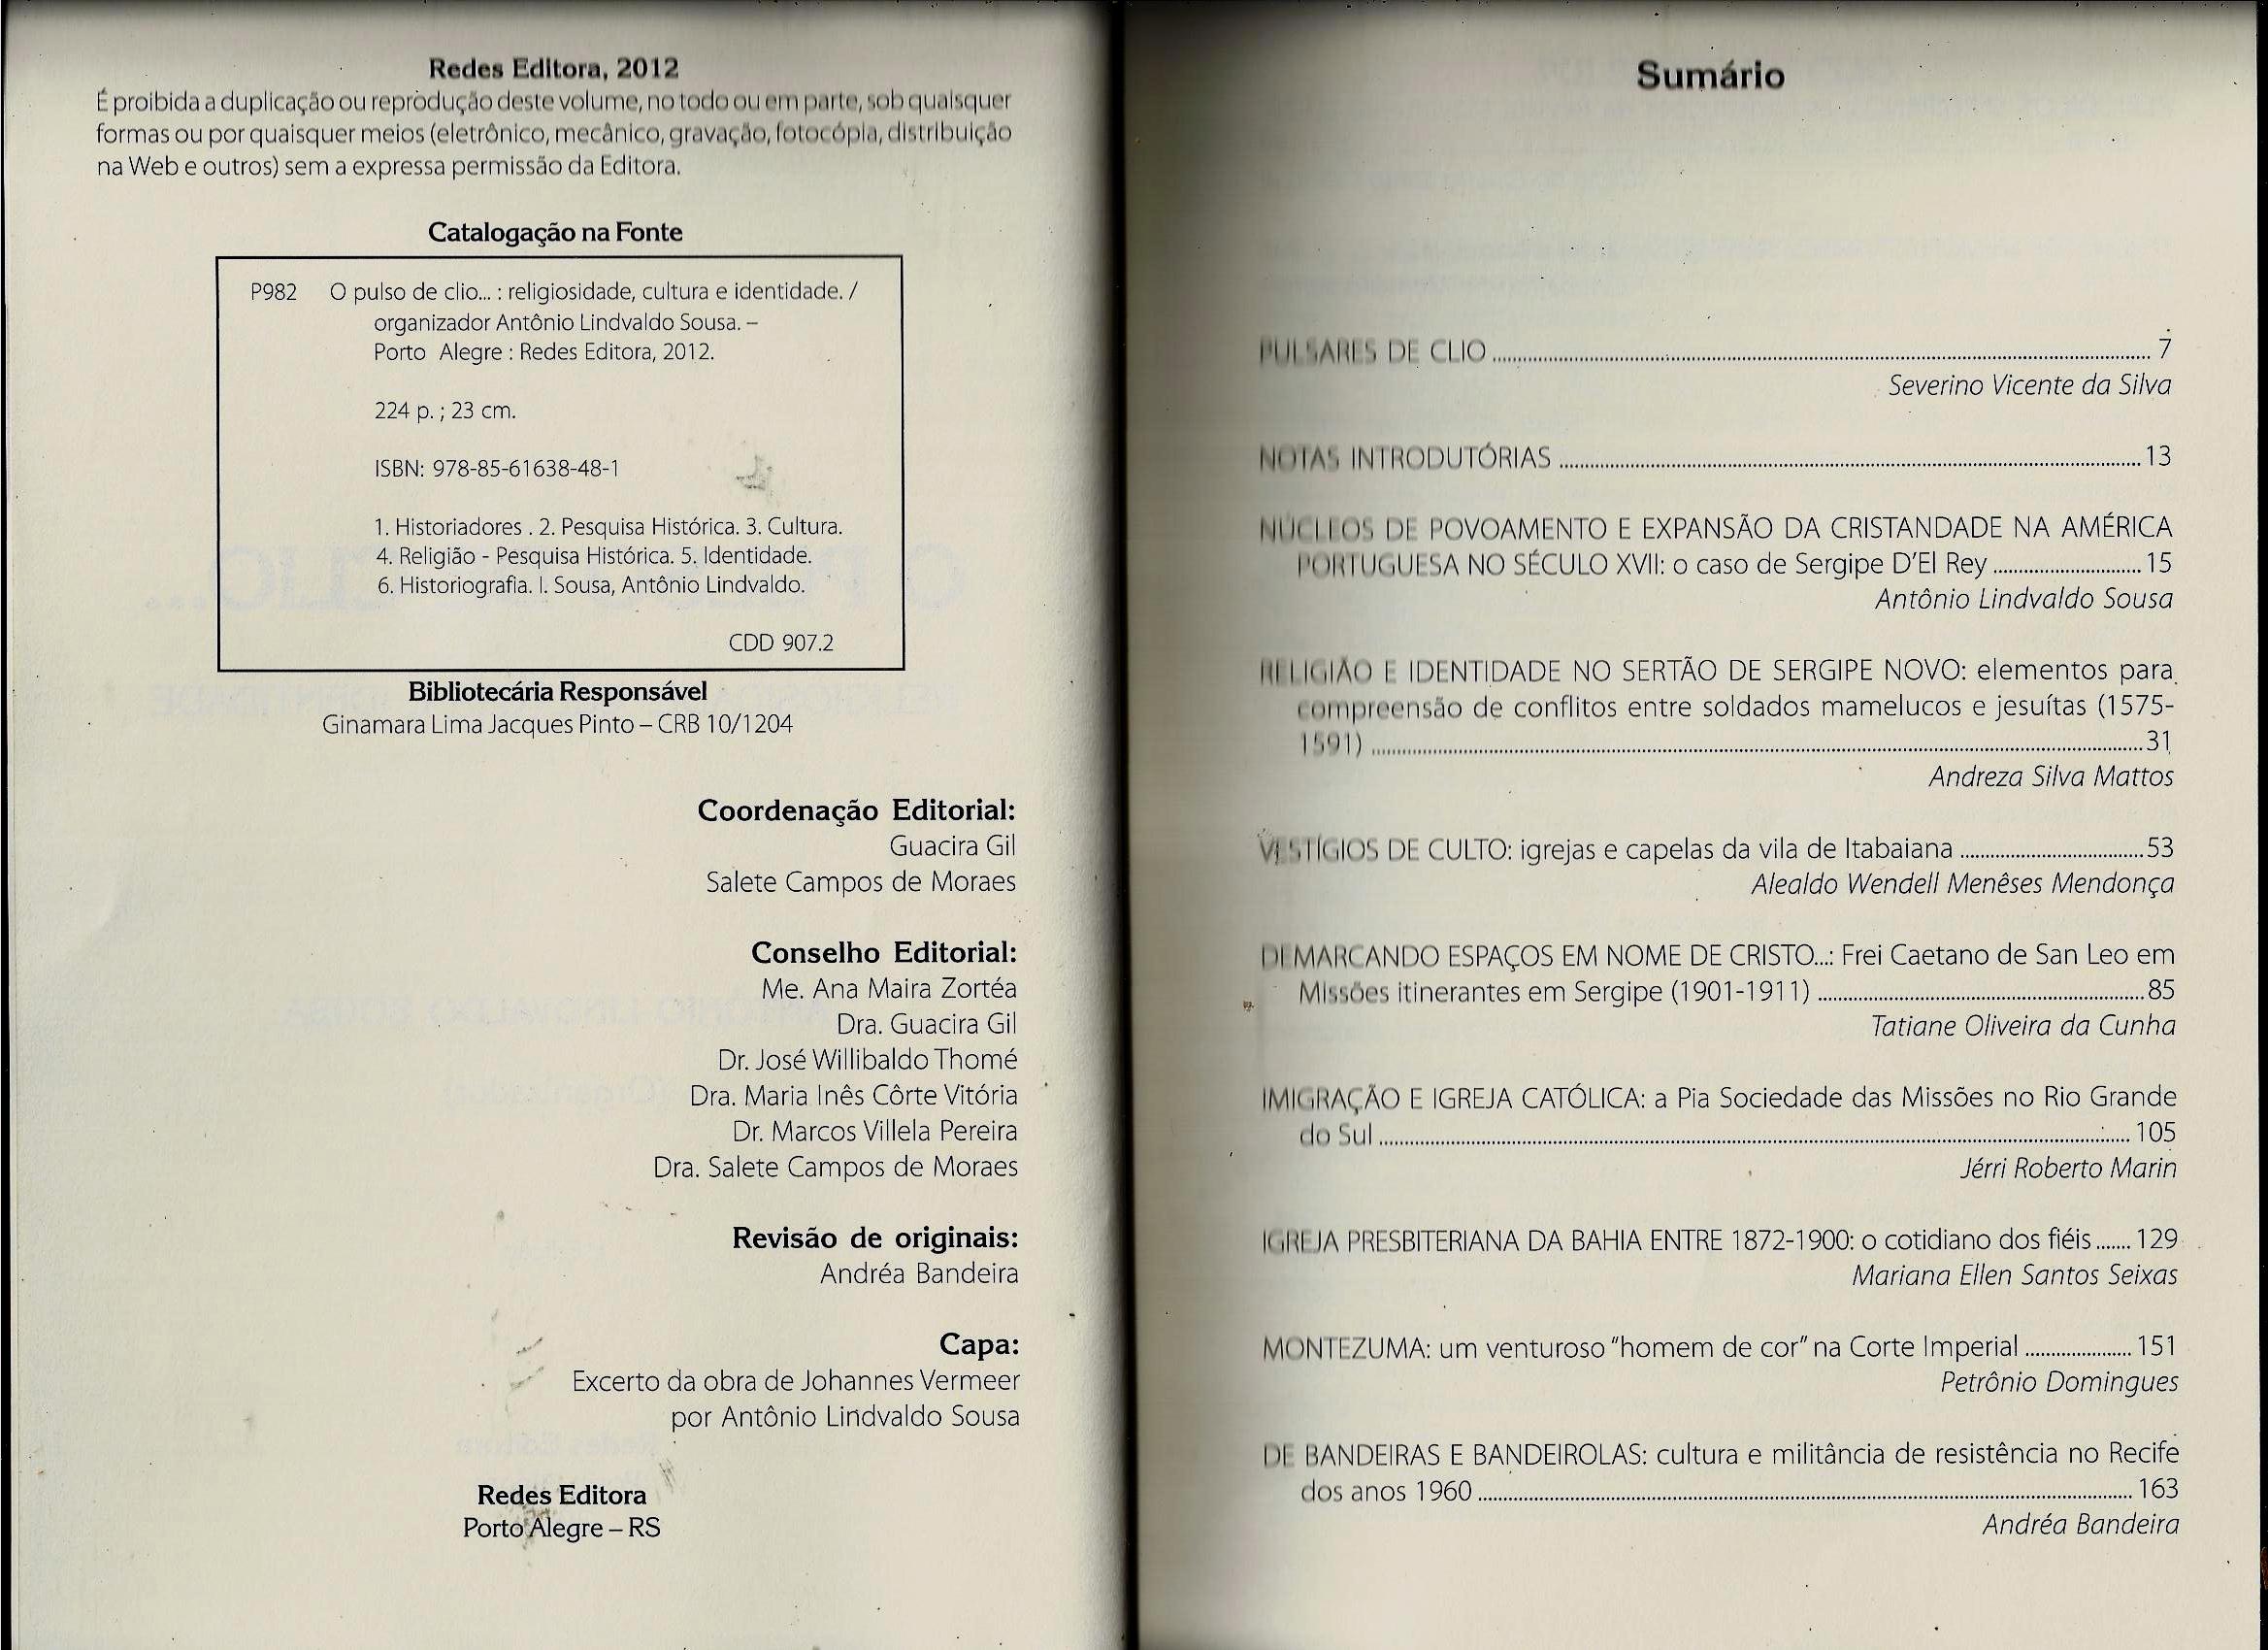 Redes Editora, 2012
É proibida a duplicação ou reprodução deste volume, no todo ou em parte, sob quaisquer
formas ou por quaisquer meios (eletrônico, mecânico, gravação, fotocópia, distribuição
na Web e outros) sem a expressa permissão da Editora.
Catalogação na Fonte
P982 O pulso de clio... : religiosidade, cultura e identidade. /
organizador Antônio Lindvaldo Sousa. –
Porto Alegre : Redes Editora, 2012.
224 p. ; 23 cm.
ISBN: 978-85-61638-48-1
1. Historiadores . 2. Pesquisa Histórica. 3. Cultura.
4. Religião - Pesquisa Histórica. 5. Identidade.
6. Historiografia. I. Sousa, Antônio Lindvaldo.
CDD 907.2
Bibliotecária Responsável
Ginamara Lima Jacques Pinto – CRB 10/1204
Coordenação Editorial:
Guacira Gil
Salete Campos de Moraes
Conselho Editorial:
Me. Ana Maira Zortéa
Dra. Guacira Gil
Dr. José Willibaldo Thomé
Dra. Maria Inês Côrte Vitória
Dr. Marcos Villela Pereira
Dra. Salete Campos de Moraes
Revisão de originais:
Andréa Bandeira
Capa:
Excerto da obra de Johannes Vermeer
por Antônio Lindvaldo Sousa
Redes Editora
Porto Alegre – RS
Sumário
PULSARES DE CLIO ........ 7
Severino Vicente da Silva
NOTAS INTRODUTÓRIAS ........ 13
NÚCLEOS DE POVOAMENTO E EXPANSÃO DA CRISTANDADE NA AMÉRICA
PORTUGUESA NO SÉCULO XVII: o caso de Sergipe D'El Rey ........ 15
Antônio Lindvaldo Sousa
RELIGIÃO E IDENTIDADE NO SERTÃO DE SERGIPE NOVO: elementos para
compreensão de conflitos entre soldados mamelucos e jesuítas (1575-
1591) ........ 31
Andreza Silva Mattos
VESTÍGIOS DE CULTO: igrejas e capelas da vila de Itabaiana ........ 53
Alealdo Wendell Menêses Mendonça
DEMARCANDO ESPAÇOS EM NOME DE CRISTO...: Frei Caetano de San Leo em
Missões itinerantes em Sergipe (1901-1911) ........ 85
Tatiane Oliveira da Cunha
IMIGRAÇÃO E IGREJA CATÓLICA: a Pia Sociedade das Missões no Rio Grande
do Sul ........ 105
Jérri Roberto Marin
IGREJA PRESBITERIANA DA BAHIA ENTRE 1872-1900: o cotidiano dos fiéis ....... 129
Mariana Ellen Santos Seixas
MONTEZUMA: um venturoso "homem de cor" na Corte Imperial ........ 151
Petrônio Domingues
DE BANDEIRAS E BANDEIROLAS: cultura e militância de resistência no Recife
dos anos 1960 ........ 163
Andréa Bandeira